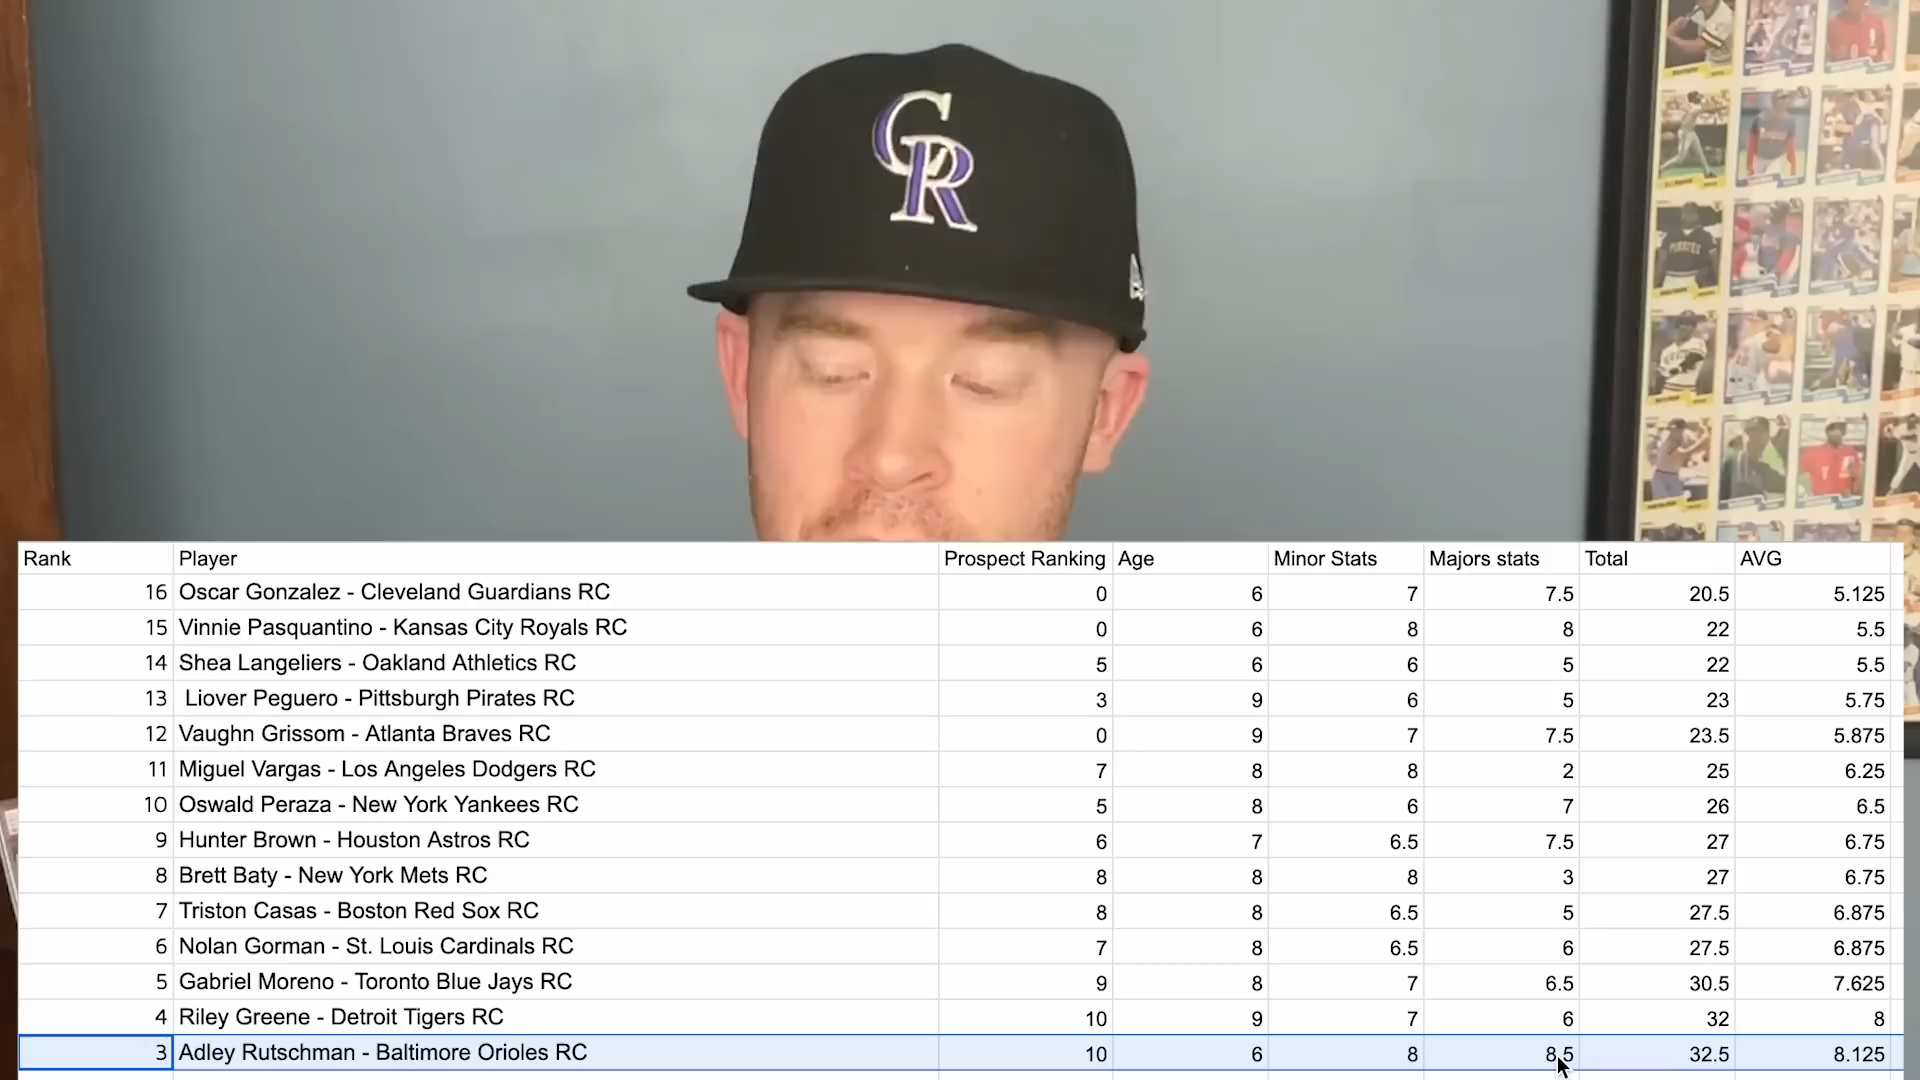 CR
PIRATES
Rank Player Prospect Ranking Age Minor Stats Majors stats Total AVG
16 Oscar Gonzalez - Cleveland Guardians RC 0 6 7 7.5 20.5 5.125
15 Vinnie Pasquantino - Kansas City Royals RC 0 6 8 8 22 5.5
14 Shea Langeliers - Oakland Athletics RC 5 6 6 5 22 5.5
13 Liover Peguero - Pittsburgh Pirates RC 3 9 6 5 23 5.75
12 Vaughn Grissom - Atlanta Braves RC 0 9 7 7.5 23.5 5.875
11 Miguel Vargas - Los Angeles Dodgers RC 7 8 8 2 25 6.25
10 Oswald Peraza - New York Yankees RC 5 8 6 7 26 6.5
9 Hunter Brown - Houston Astros RC 6 7 6.5 7.5 27 6.75
8 Brett Baty - New York Mets RC 8 8 8 3 27 6.75
7 Triston Casas - Boston Red Sox RC 8 8 6.5 5 27.5 6.875
6 Nolan Gorman - St. Louis Cardinals RC 7 8 6.5 6 27.5 6.875
5 Gabriel Moreno - Toronto Blue Jays RC 9 8 7 6.5 30.5 7.625
4 Riley Greene - Detroit Tigers RC 10 9 7 6 32 8
3 Adley Rutschman - Baltimore Orioles RC 10 6 8 8.5 32.5 8.125